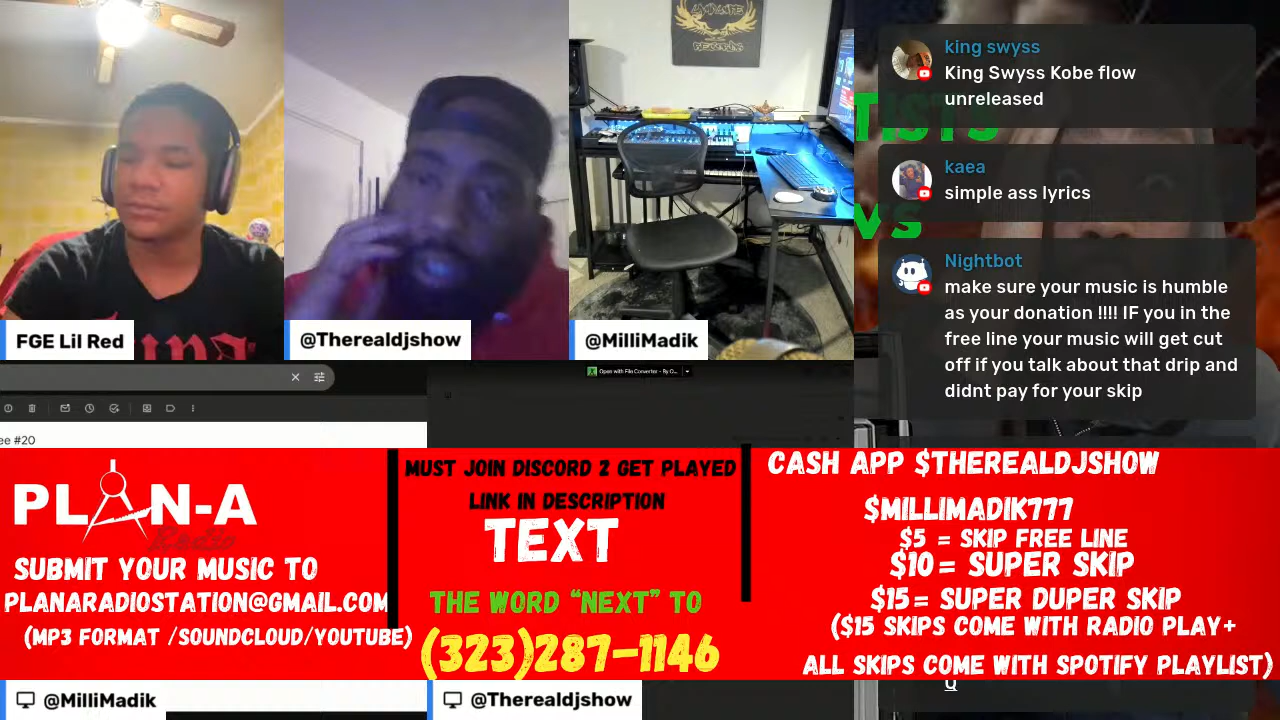 FGE Lil Red
@Therealdjshow
@MilliMadik
TISTS
VS
king swyss
King Swyss Kobe flow
unreleased
kaea
simple ass lyrics
Nightbot
make sure your music is humble
as your donation !!!! IF you in the
free line your music will get cut
off if you talk about that drip and
didnt pay for your skip
ee #20
PLAN-A
Radio
SUBMIT YOUR MUSIC TO
PLANARADIOSTATION@GMAIL.COM
(MP3 FORMAT /SOUNDCLOUD/YOUTUBE)
MUST JOIN DISCORD 2 GET PLAYED
LINK IN DESCRIPTION
TEXT
THE WORD “NEXT” TO
(323)287-1146
CASH APP $THEREALDJSHOW
$MILLIMADIK777
$5 = SKIP FREE LINE
$10 = SUPER SKIP
$15 = SUPER DUPER SKIP
($15 SKIPS COME WITH RADIO PLAY+
ALL SKIPS COME WITH SPOTIFY PLAYLIST)
@MilliMadik
@Therealdjshow